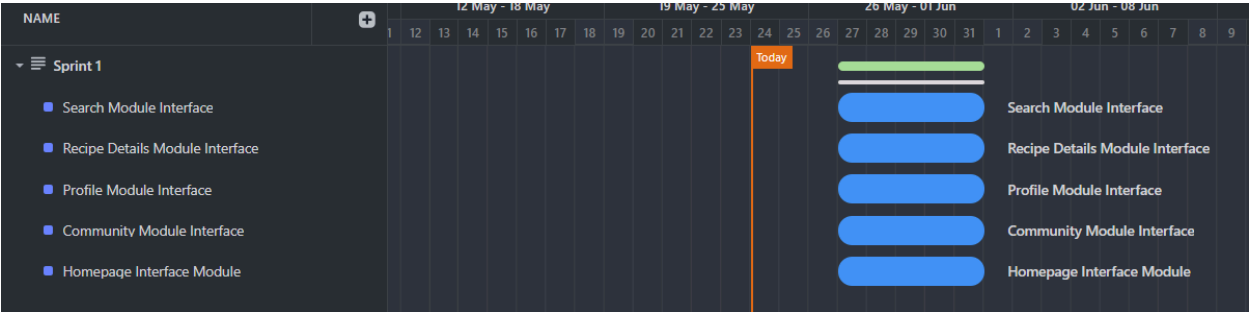 NAME
12 May - 18 May 19 May - 25 May 26 May - 01 Jun 02 Jun - 08 Jun
1 12 13 14 15 16 17 18 19 20 21 22 23 24 25 26 27 28 29 30 31 1 2 3 4 5 6 7 8 9
Today
Sprint 1
Search Module Interface Search Module Interface
Recipe Details Module Interface Recipe Details Module Interface
Profile Module Interface Profile Module Interface
Community Module Interface Community Module Interface
Homepage Interface Module Homepage Interface Module